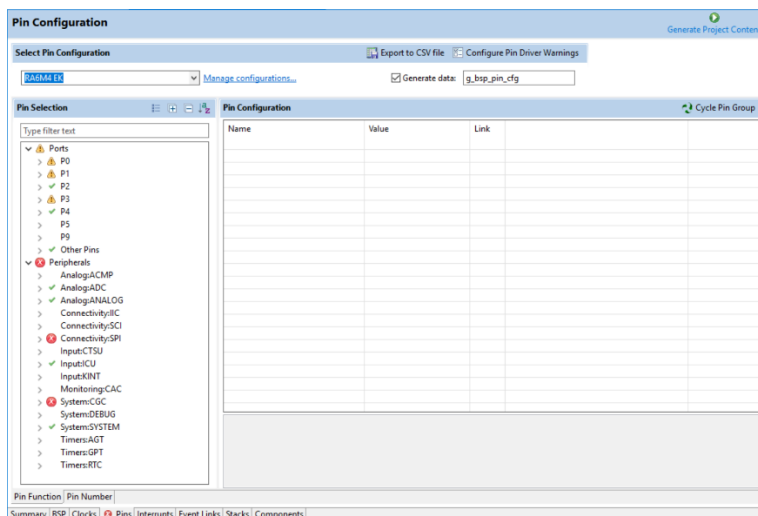 Pin Configuration
Generate Project Content
Select Pin Configuration
Export to CSV file
Configure Pin Driver Warnings
RA6M4 EK
Manage configurations...
Generate data:
g_bsp_pin_cfg
Pin Selection
Pin Configuration
Cycle Pin Group
Type filter text
Name Value Link
Ports
P0
P1
P2
P3
P4
P5
P9
Other Pins
Peripherals
Analog:ACMP
Analog:ADC
Analog:ANALOG
Connectivity:IIC
Connectivity:SCI
Connectivity:SPI
Input:CTSU
Input:ICU
Input:KINT
Monitoring:CAC
System:CGC
System:DEBUG
System:SYSTEM
Timers:AGT
Timers:GPT
Timers:RTC
Pin Function Pin Number
Summary BSP Clocks Pins Interrupts Event Links Stacks Components